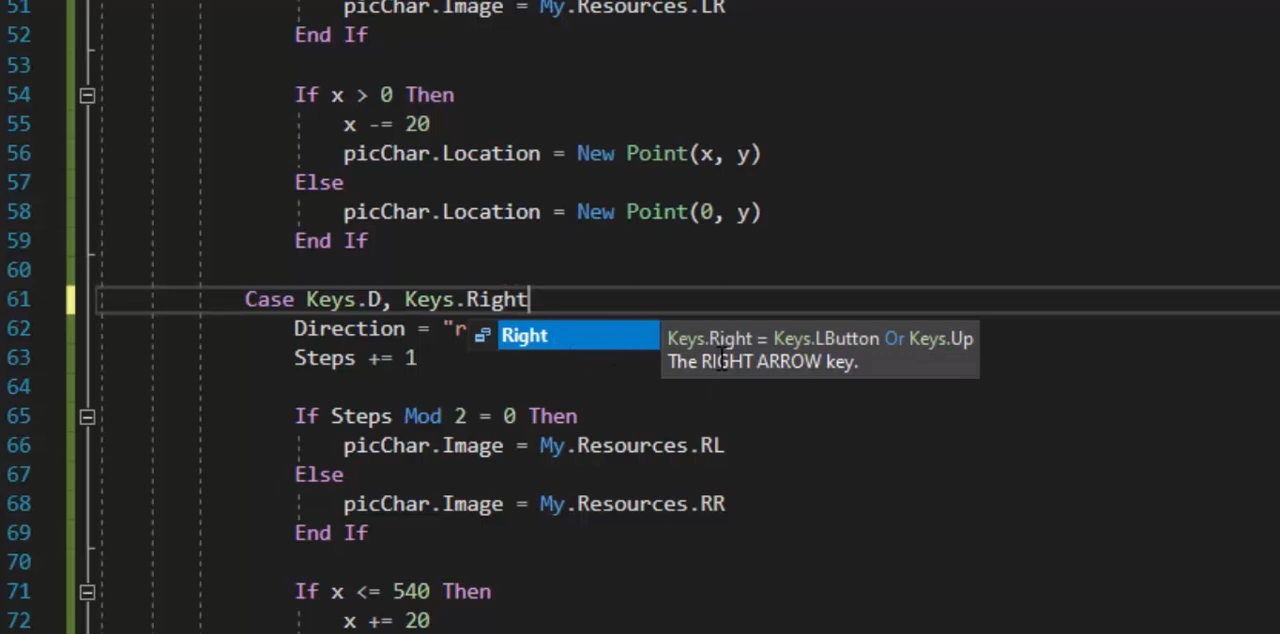 51 picChar.Image = My.Resources.LR
52 End If
53
54 If x > 0 Then
55 x -= 20
56 picChar.Location = New Point(x, y)
57 Else
58 picChar.Location = New Point(0, y)
59 End If
60
61 Case Keys.D, Keys.Right
62 Direction = "r
Right
Keys.Right = Keys.LButton Or Keys.Up
The RIGHT ARROW key.
63 Steps += 1
64
65 If Steps Mod 2 = 0 Then
66 picChar.Image = My.Resources.RL
67 Else
68 picChar.Image = My.Resources.RR
69 End If
70
71 If x <= 540 Then
72 x += 20